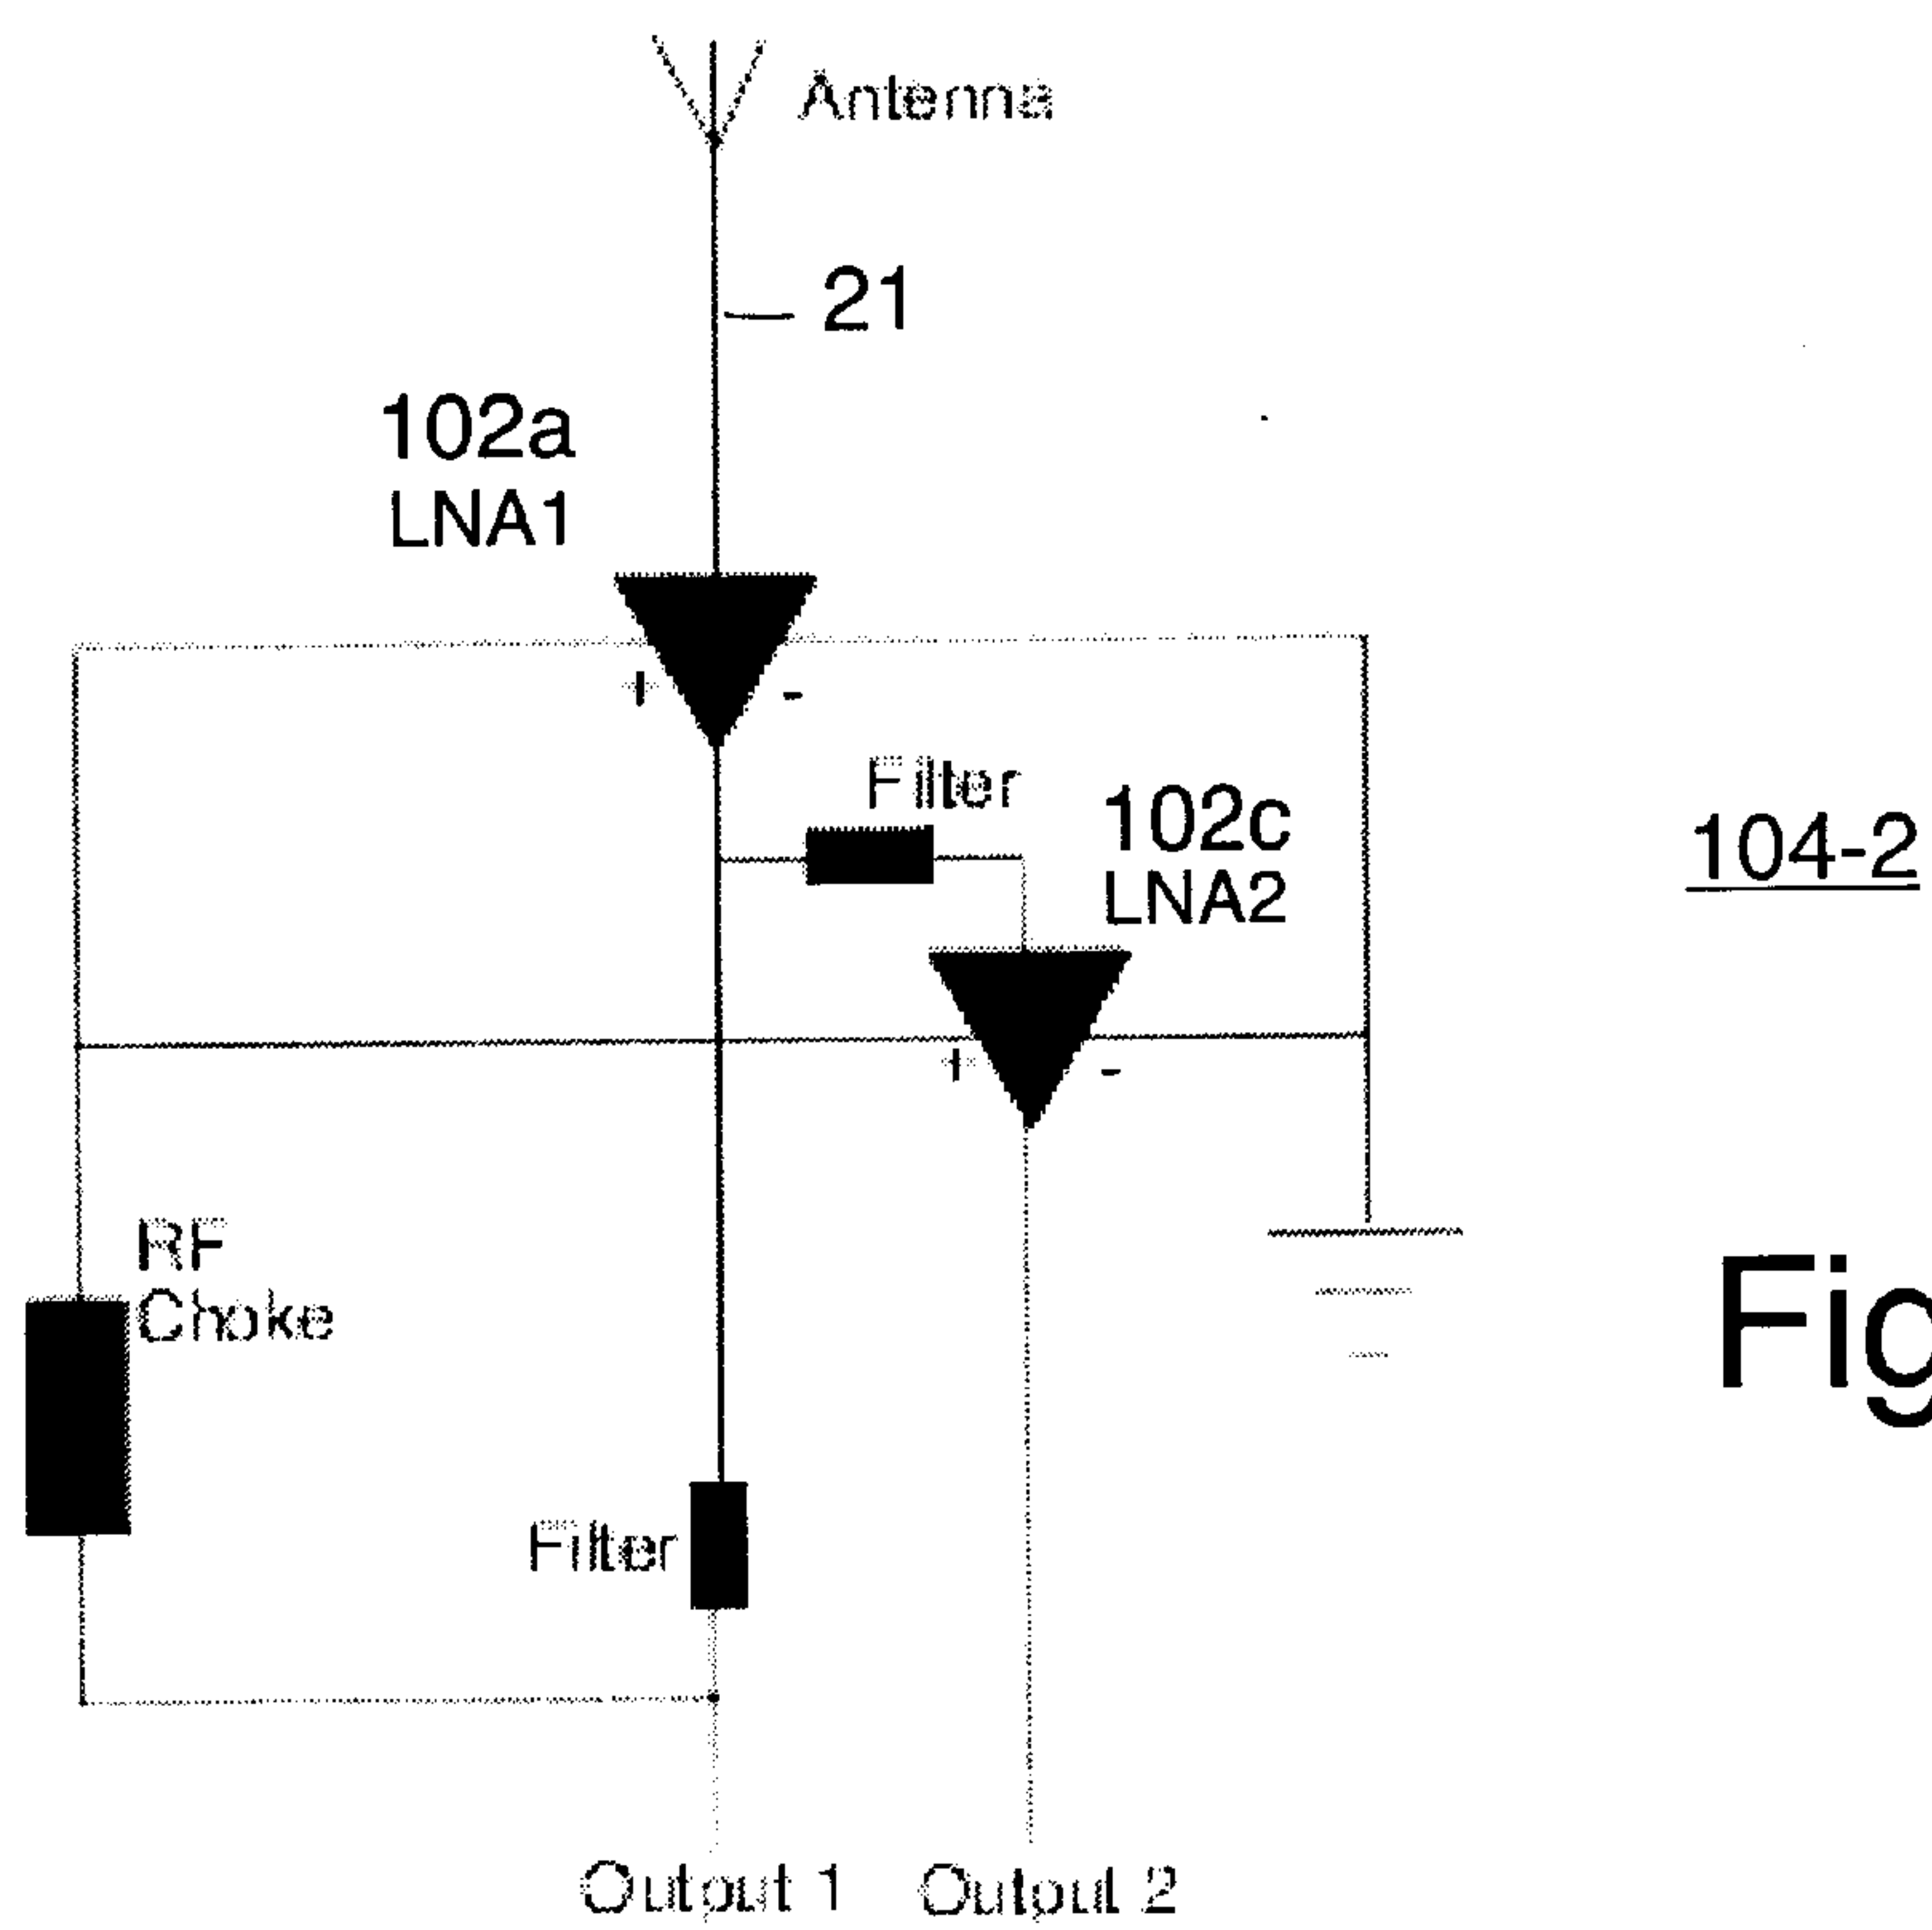 Antenna
21
102a
LNA1
+ -
Filter
102c
LNA2
104-2
+ -
RF
Choke
Fig
Filter
Output 1
Output 2